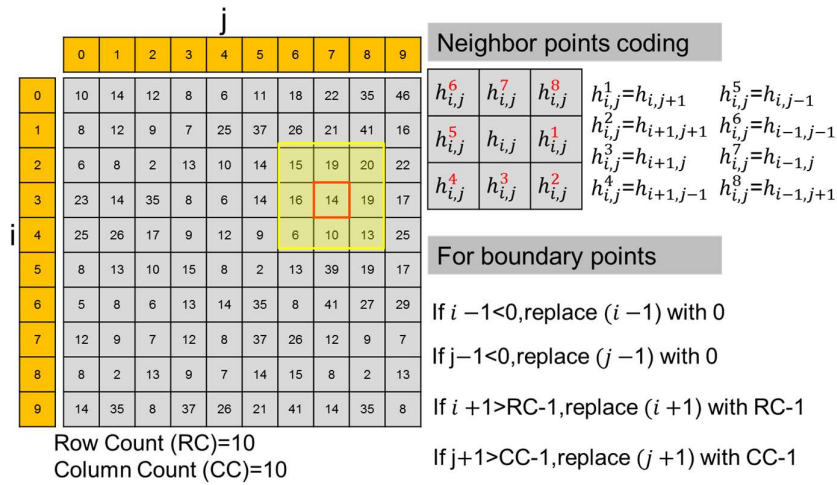 j
0 1 2 3 4 5 6 7 8 9
i
0 10 14 12 8 6 11 18 22 35 46
1 8 12 9 7 25 37 26 21 41 16
2 6 8 2 13 10 14 15 19 20 22
3 23 14 35 8 6 14 16 14 19 17
4 25 26 17 9 12 9 6 10 13 25
5 8 13 10 15 8 2 13 39 19 17
6 5 8 6 13 14 35 8 41 27 29
7 12 9 7 12 8 37 26 12 9 7
8 8 2 13 9 7 14 15 8 2 13
9 14 35 8 37 26 21 41 14 35 8
Row Count (RC)=10
Column Count (CC)=10
Neighbor points coding
h^6_{i,j} h^7_{i,j} h^8_{i,j}
h^5_{i,j} h_{i,j} h^1_{i,j}
h^4_{i,j} h^3_{i,j} h^2_{i,j}
h^1_{i,j}=h_{i,j+1} h^5_{i,j}=h_{i,j−1}
h^2_{i,j}=h_{i+1,j+1} h^6_{i,j}=h_{i−1,j−1}
h^3_{i,j}=h_{i+1,j} h^7_{i,j}=h_{i−1,j}
h^4_{i,j}=h_{i+1,j−1} h^8_{i,j}=h_{i−1,j+1}
For boundary points
If i −1<0,replace (i −1) with 0
If j−1<0,replace (j −1) with 0
If i +1>RC-1,replace (i +1) with RC-1
If j+1>CC-1,replace (j +1) with CC-1